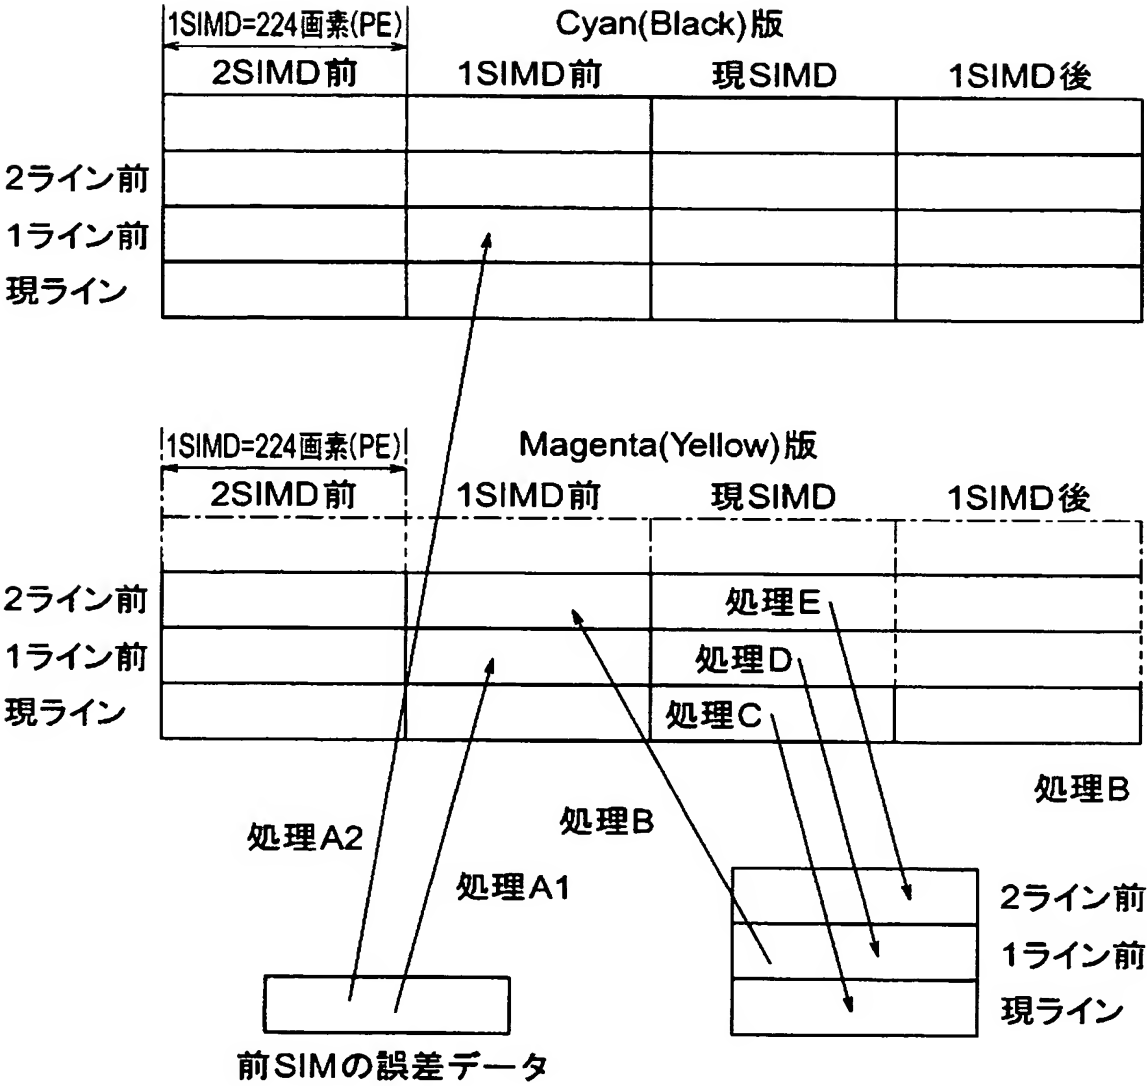 1SIMD=224画素(PE)
Cyan(Black)版
2SIMD前 1SIMD前 現SIMD 1SIMD後
2ライン前
1ライン前
現ライン
1SIMD=224画素(PE)
Magenta(Yellow)版
2SIMD前 1SIMD前 現SIMD 1SIMD後
2ライン前 処理E
1ライン前 処理D
現ライン 処理C
処理B
処理A2 処理B
処理A1
2ライン前
1ライン前
現ライン
前SIMの誤差データ